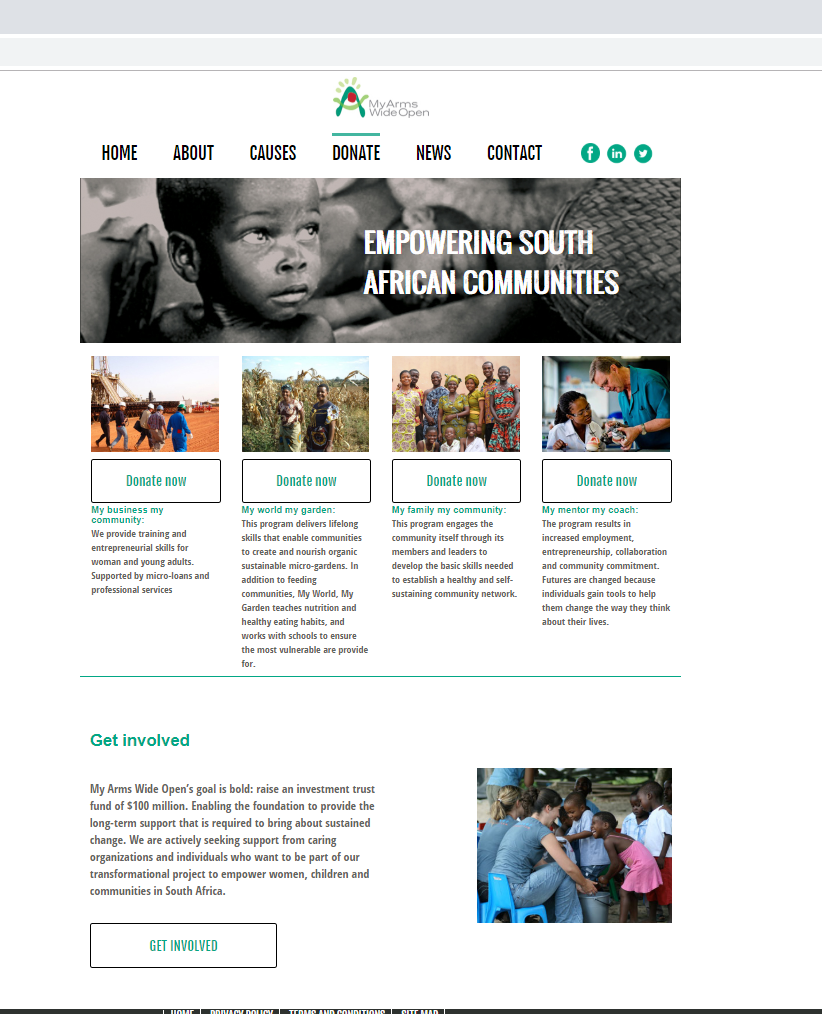 MyArms
WideOpen
HOME ABOUT CAUSES DONATE NEWS CONTACT
EMPOWERING SOUTH
AFRICAN COMMUNITIES
Donate now
My business my
community:
We provide training and
entrepreneurial skills for
woman and young adults.
Supported by micro-loans and
professional services
Donate now
My world my garden:
This program delivers lifelong
skills that enable communities
to create and nourish organic
sustainable micro-gardens. In
addition to feeding
communities, My World, My
Garden teaches nutrition and
healthy eating habits, and
works with schools to ensure
the most vulnerable are provide
for.
Donate now
My family my community:
This program engages the
community itself through its
members and leaders to
develop the basic skills needed
to establish a healthy and self-
sustaining community network.
Donate now
My mentor my coach:
The program results in
increased employment,
entrepreneurship, collaboration
and community commitment.
Futures are changed because
individuals gain tools to help
them change the way they think
about their lives.
Get involved
My Arms Wide Open’s goal is bold: raise an investment trust
fund of $100 million. Enabling the foundation to provide the
long-term support that is required to bring about sustained
change. We are actively seeking support from caring
organizations and individuals who want to be part of our
transformational project to empower women, children and
communities in South Africa.
GET INVOLVED
HOME PRIVACY POLICY TERMS AND CONDITIONS SITE MAP